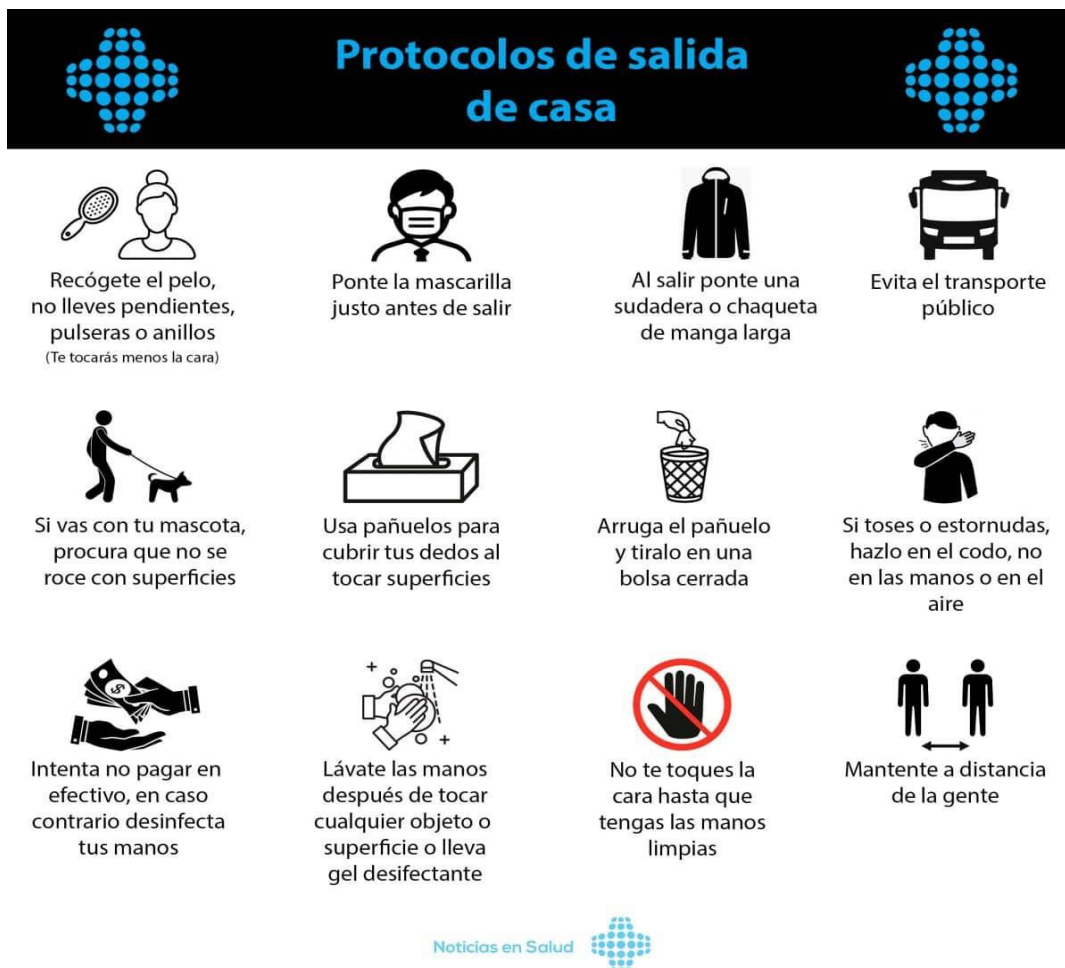 Protocolos de salida
de casa
Recógete el pelo,
no lleves pendientes,
pulseras o anillos
(Te tocarás menos la cara)
Ponte la mascarilla
justo antes de salir
Al salir ponte una
sudadera o chaqueta
de manga larga
Evita el transporte
público
Si vas con tu mascota,
procura que no se
roce con superficies
Usa pañuelos para
cubrir tus dedos al
tocar superficies
Arruga el pañuelo
y tiralo en una
bolsa cerrada
Si toses o estornudas,
hazlo en el codo, no
en las manos o en el
aire
$
Intenta no pagar en
efectivo, en caso
contrario desinfecta
tus manos
Lávate las manos
después de tocar
cualquier objeto o
superficie o lleva
gel desifectante
No te toques la
cara hasta que
tengas las manos
limpias
Mantente a distancia
de la gente
Noticias en Salud